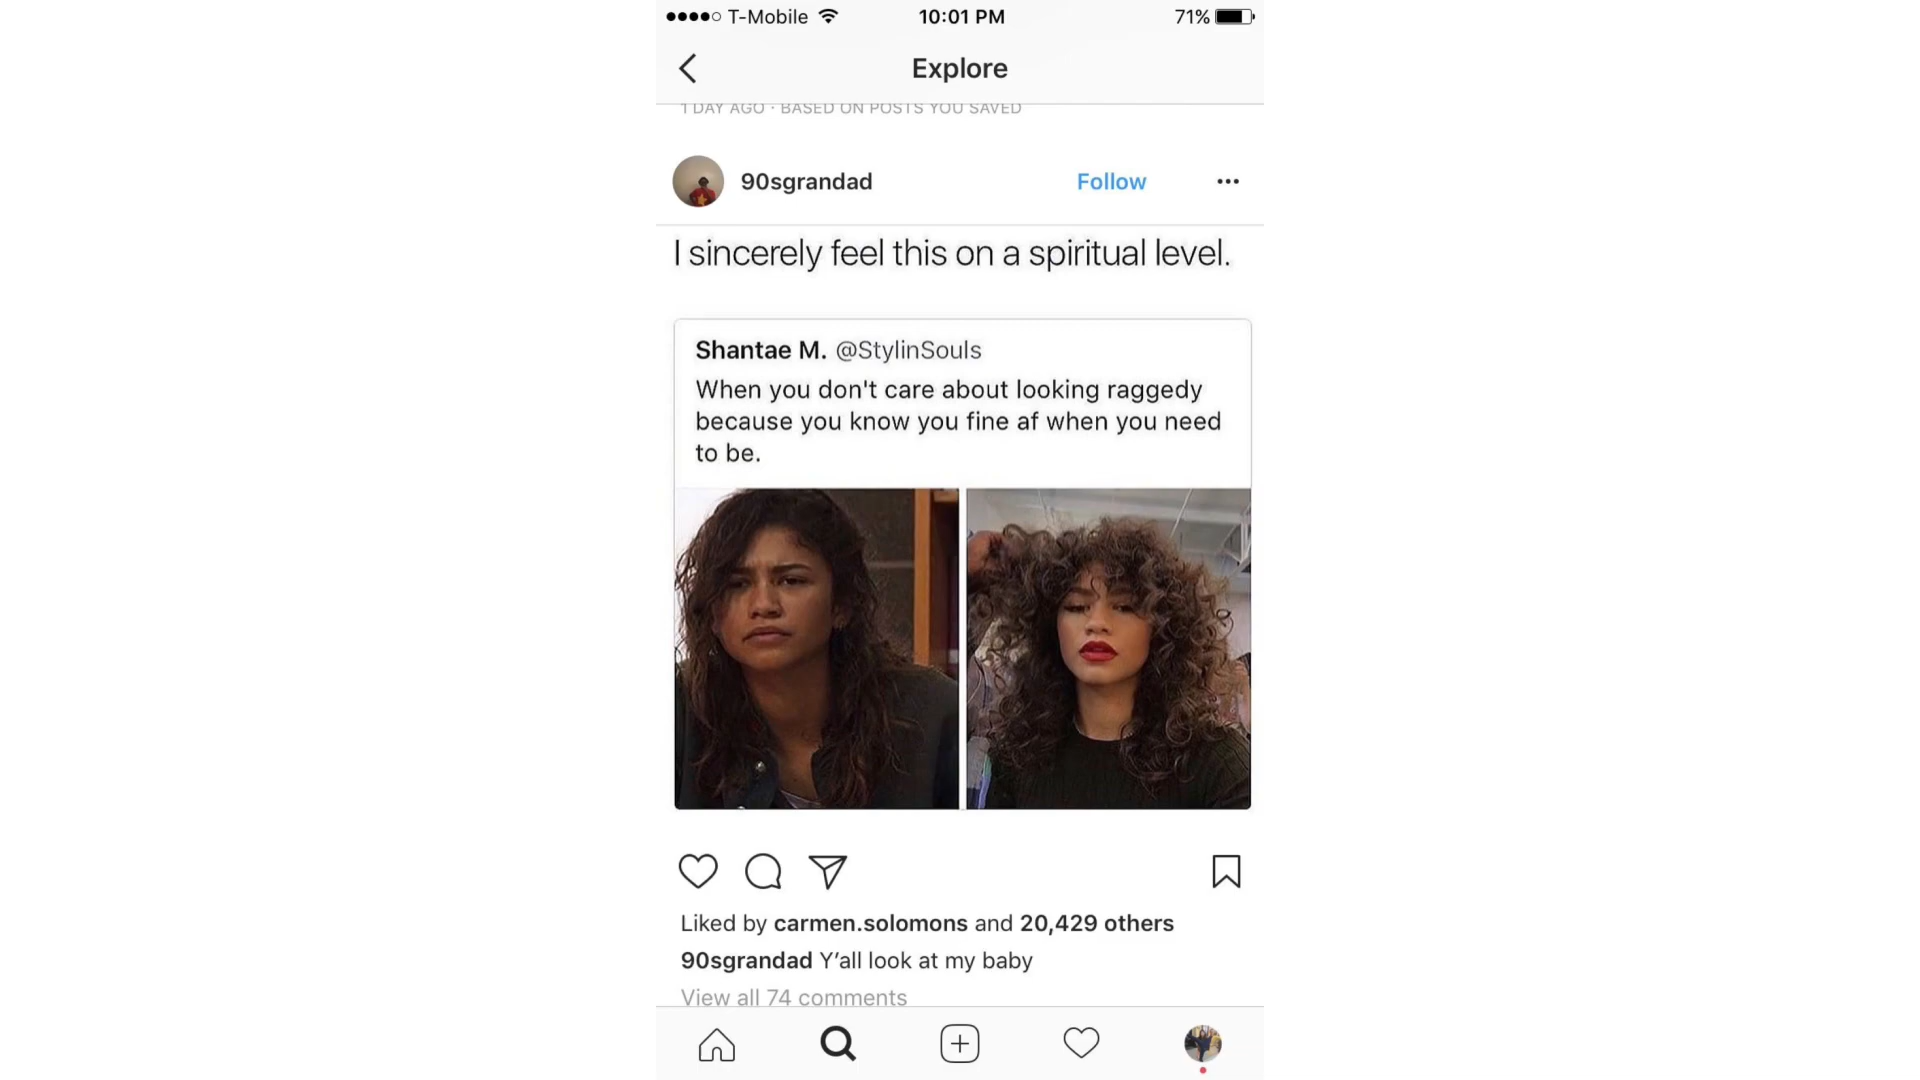 T-Mobile 10:01 PM 71%
Explore
1 DAY AGO · BASED ON POSTS YOU SAVED
90sgrandad Follow
I sincerely feel this on a spiritual level.
Shantae M. @StylinSouls
When you don't care about looking raggedy
because you know you fine af when you need
to be.
Liked by carmen.solomons and 20,429 others
90sgrandad Y’all look at my baby
View all 74 comments